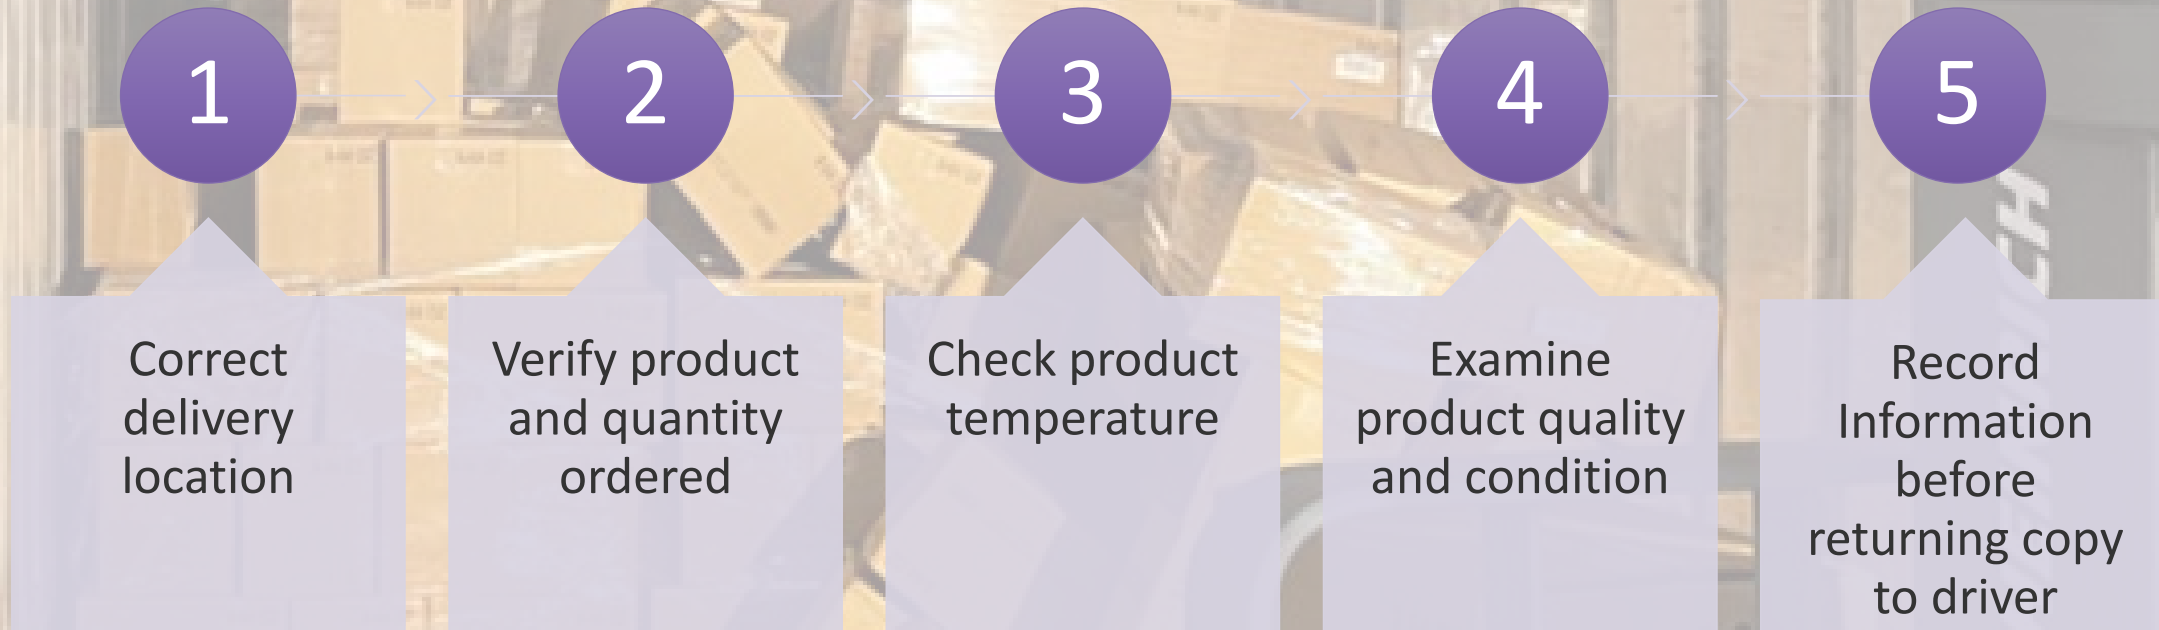 1
Correct
delivery
location
2
Verify product
and quantity
ordered
3
Check product
temperature
4
Examine
product quality
and condition
5
Record
Information
before
returning copy
to driver